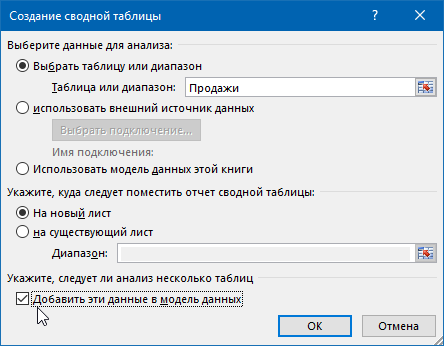 Создание сводной таблицы ? ×
Выберите данные для анализа:
Выбрать таблицу или диапазон
Таблица или диапазон: Продажи
использовать внешний источник данных
Выбрать подключение...
Имя подключения:
Использовать модель данных этой книги
Укажите, куда следует поместить отчет сводной таблицы:
На новый лист
на существующий лист
Диапазон:
Укажите, следует ли анализ несколько таблиц
Добавить эти данные в модель данных
ОК Отмена